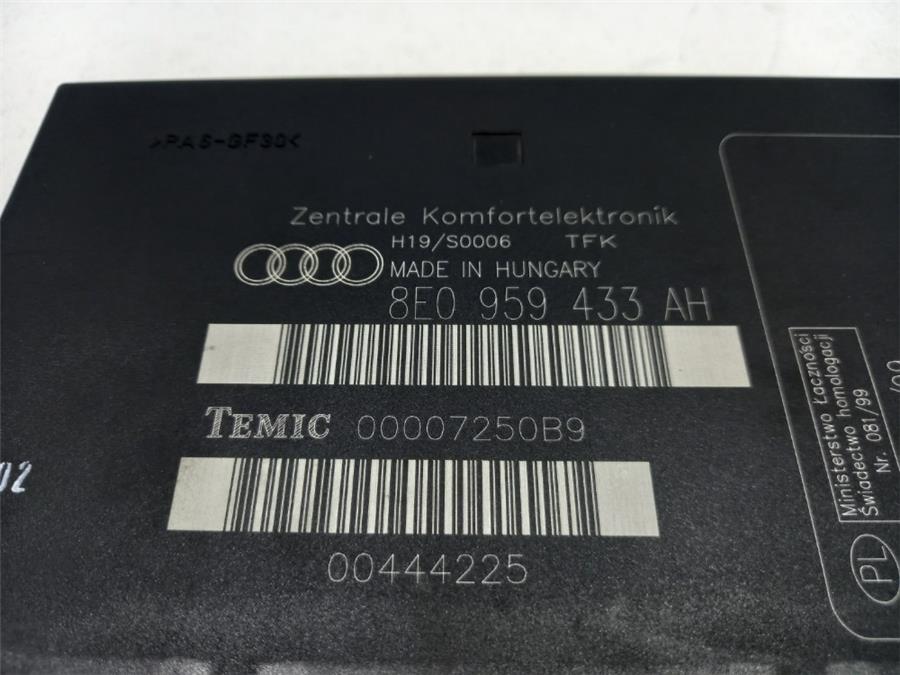 >PA6-GF30<
Zentrale Komfortelektronik
H19/S0006 TFK
MADE IN HUNGARY
8E0 959 433 AH
TEMIC 00007250B9
00444225
02
Ministerstwo Łączności
Świadectwo homologacji
Nr. 081/99
PL